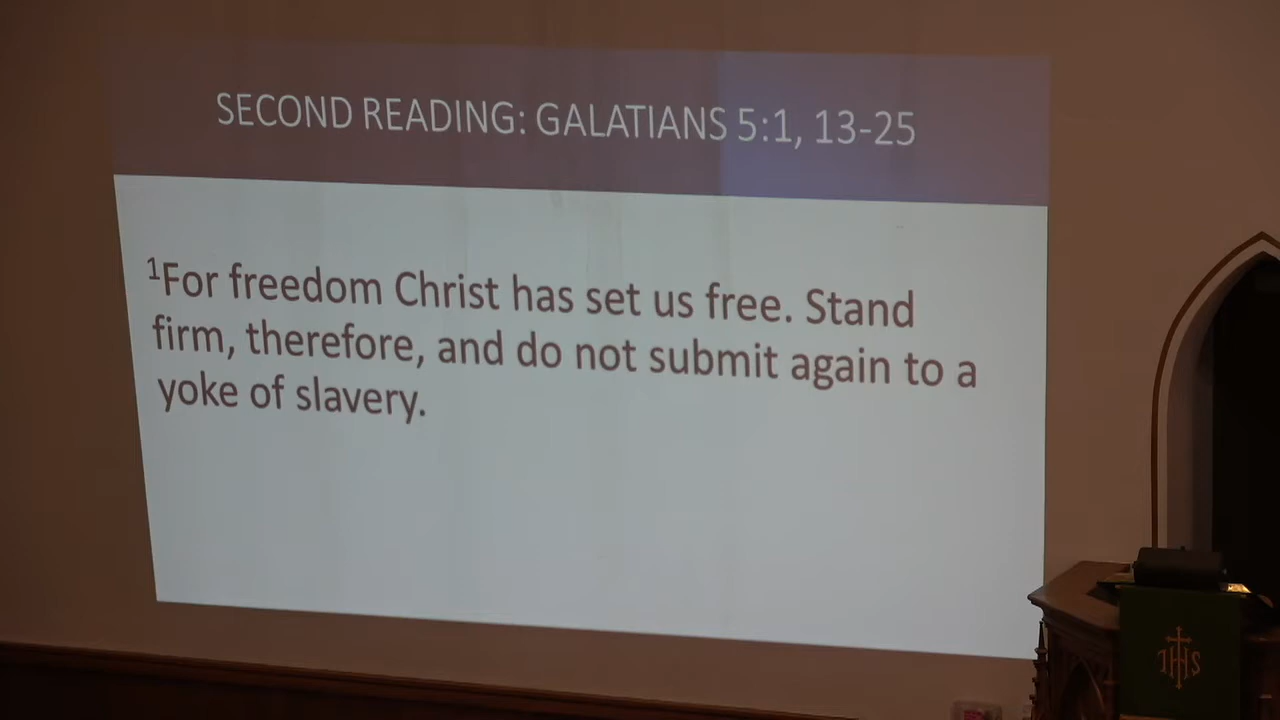 SECOND READING: GALATIANS 5:1, 13-25
¹For freedom Christ has set us free. Stand
firm, therefore, and do not submit again to a
yoke of slavery.
IHS